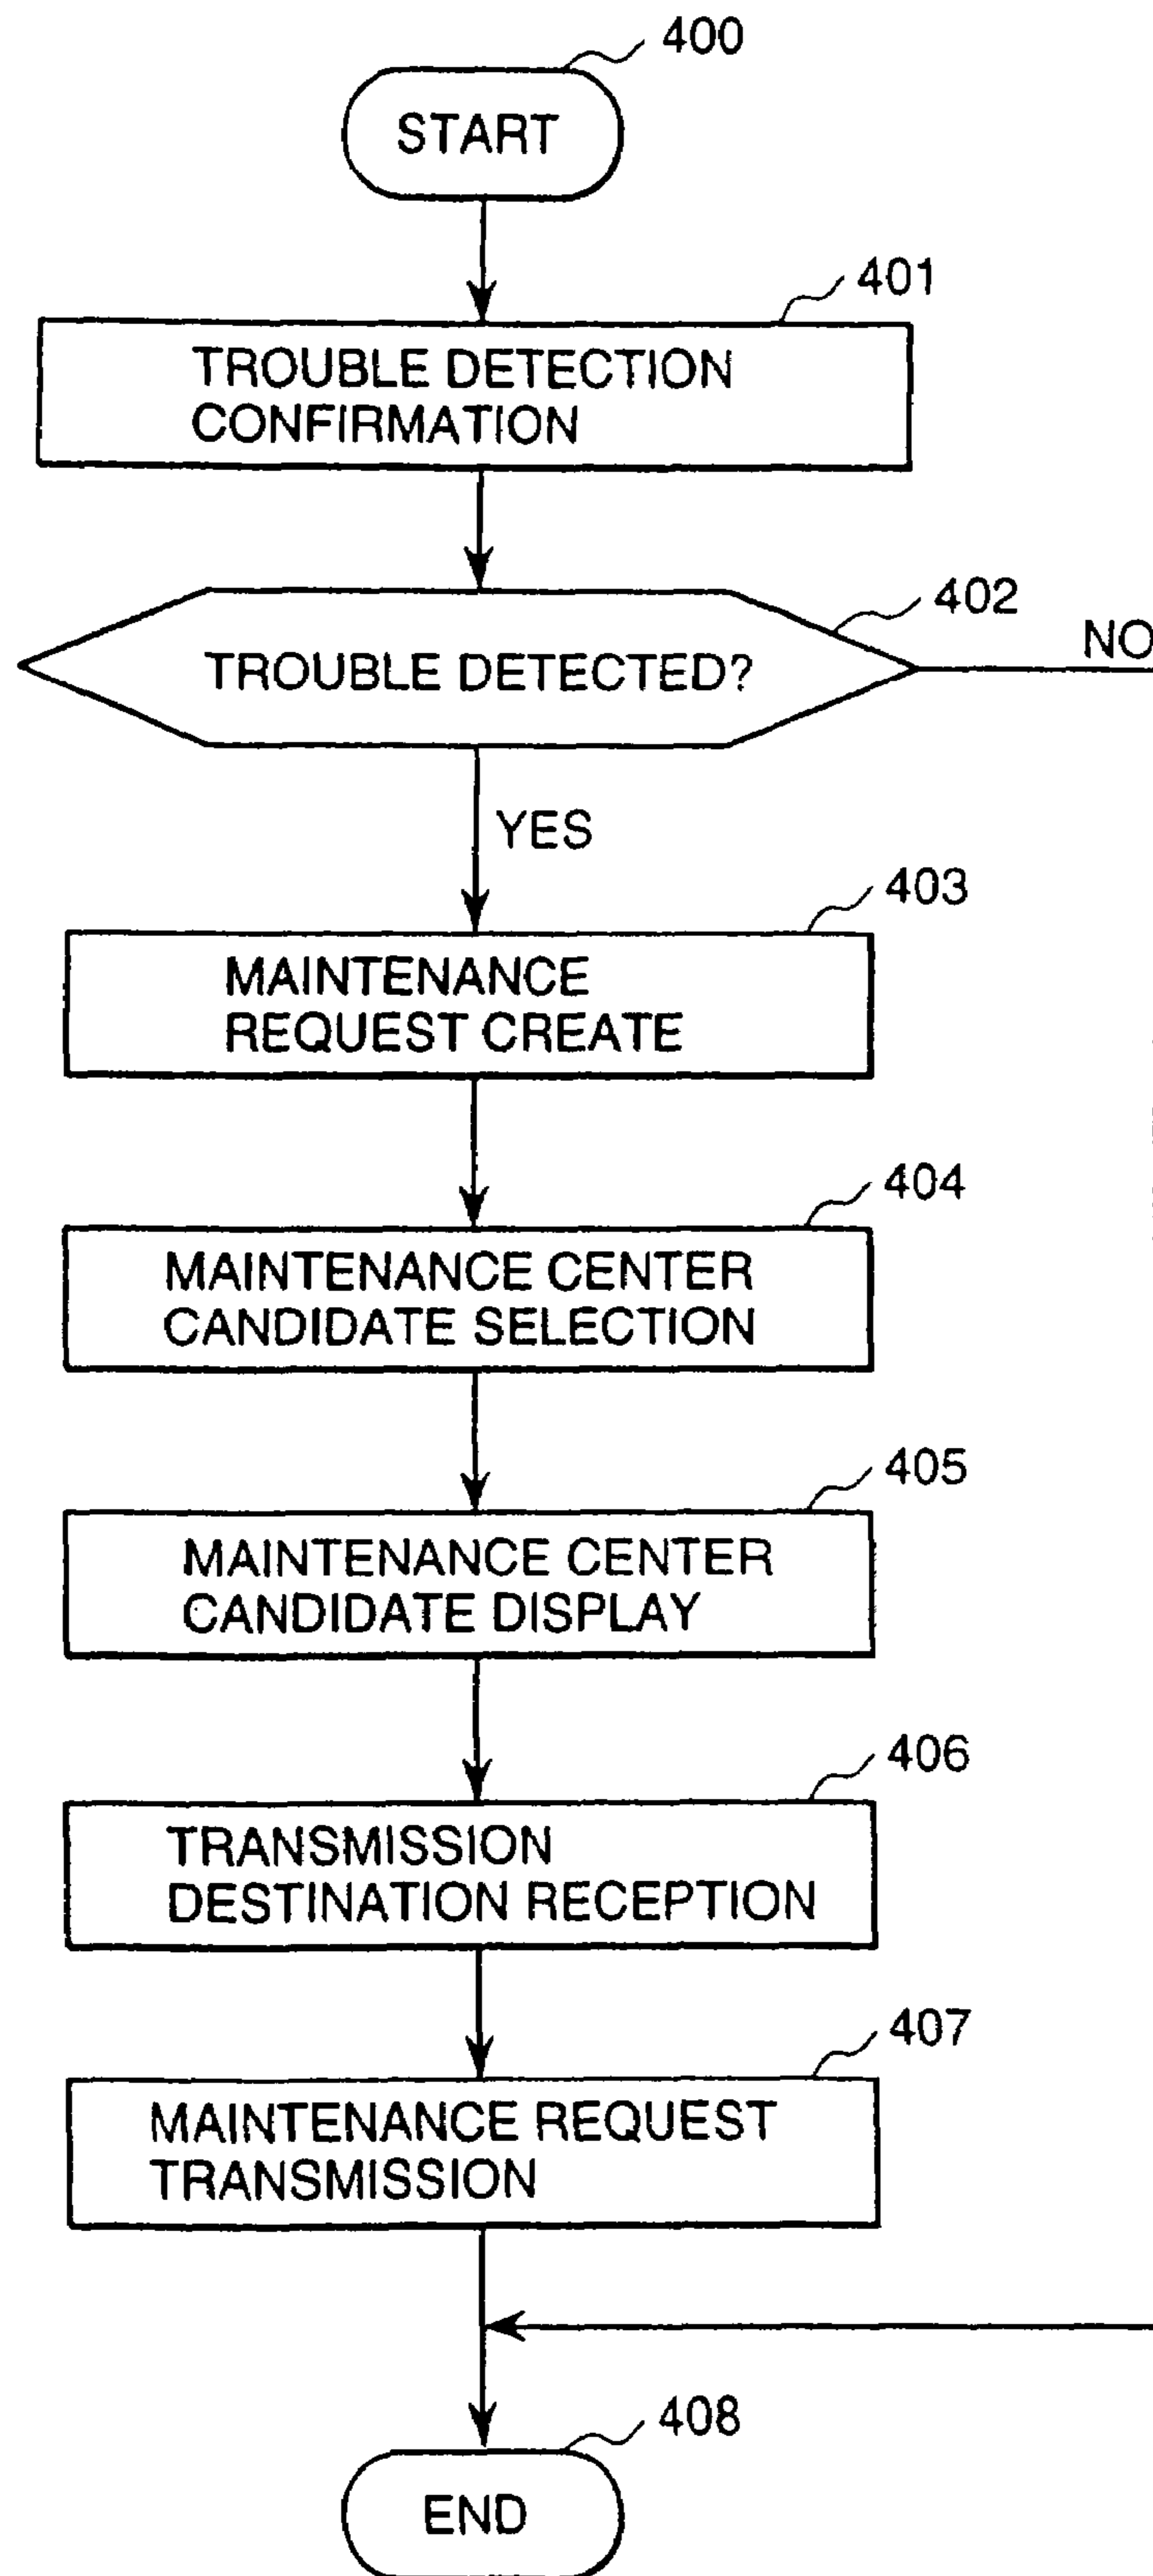 400
START
401
TROUBLE DETECTION
CONFIRMATION
402
TROUBLE DETECTED?
NO
YES
403
MAINTENANCE
REQUEST CREATE
404
MAINTENANCE CENTER
CANDIDATE SELECTION
405
MAINTENANCE CENTER
CANDIDATE DISPLAY
406
TRANSMISSION
DESTINATION RECEPTION
407
MAINTENANCE REQUEST
TRANSMISSION
408
END